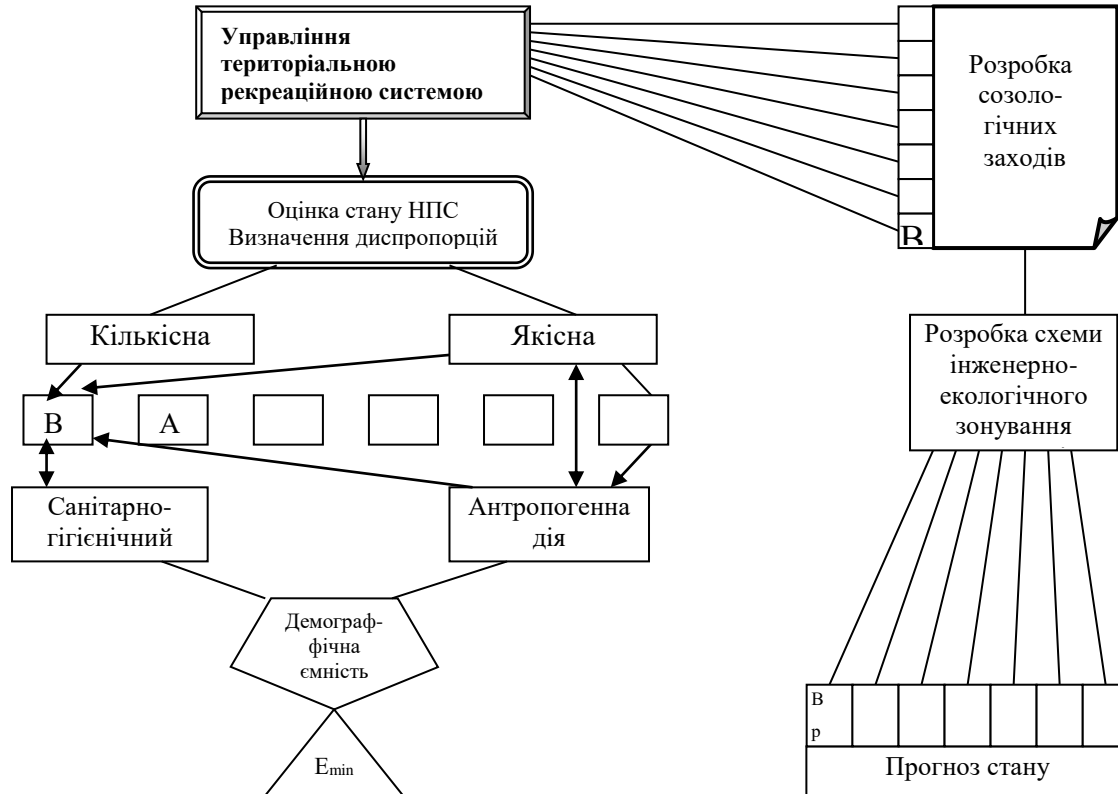 Управління
територіальною
рекреаційною системою
Розробка
созоло-
гічних
заходів
В
Оцінка стану НПС
Визначення диспропорцій
Кількісна
Якісна
Розробка схеми
інженерно-
екологічного
зонування
В
А
Санітарно-
гігієнічний
Антропогенна
дія
Демограф-
фічна
ємність
Emin
В
р
Прогноз стану